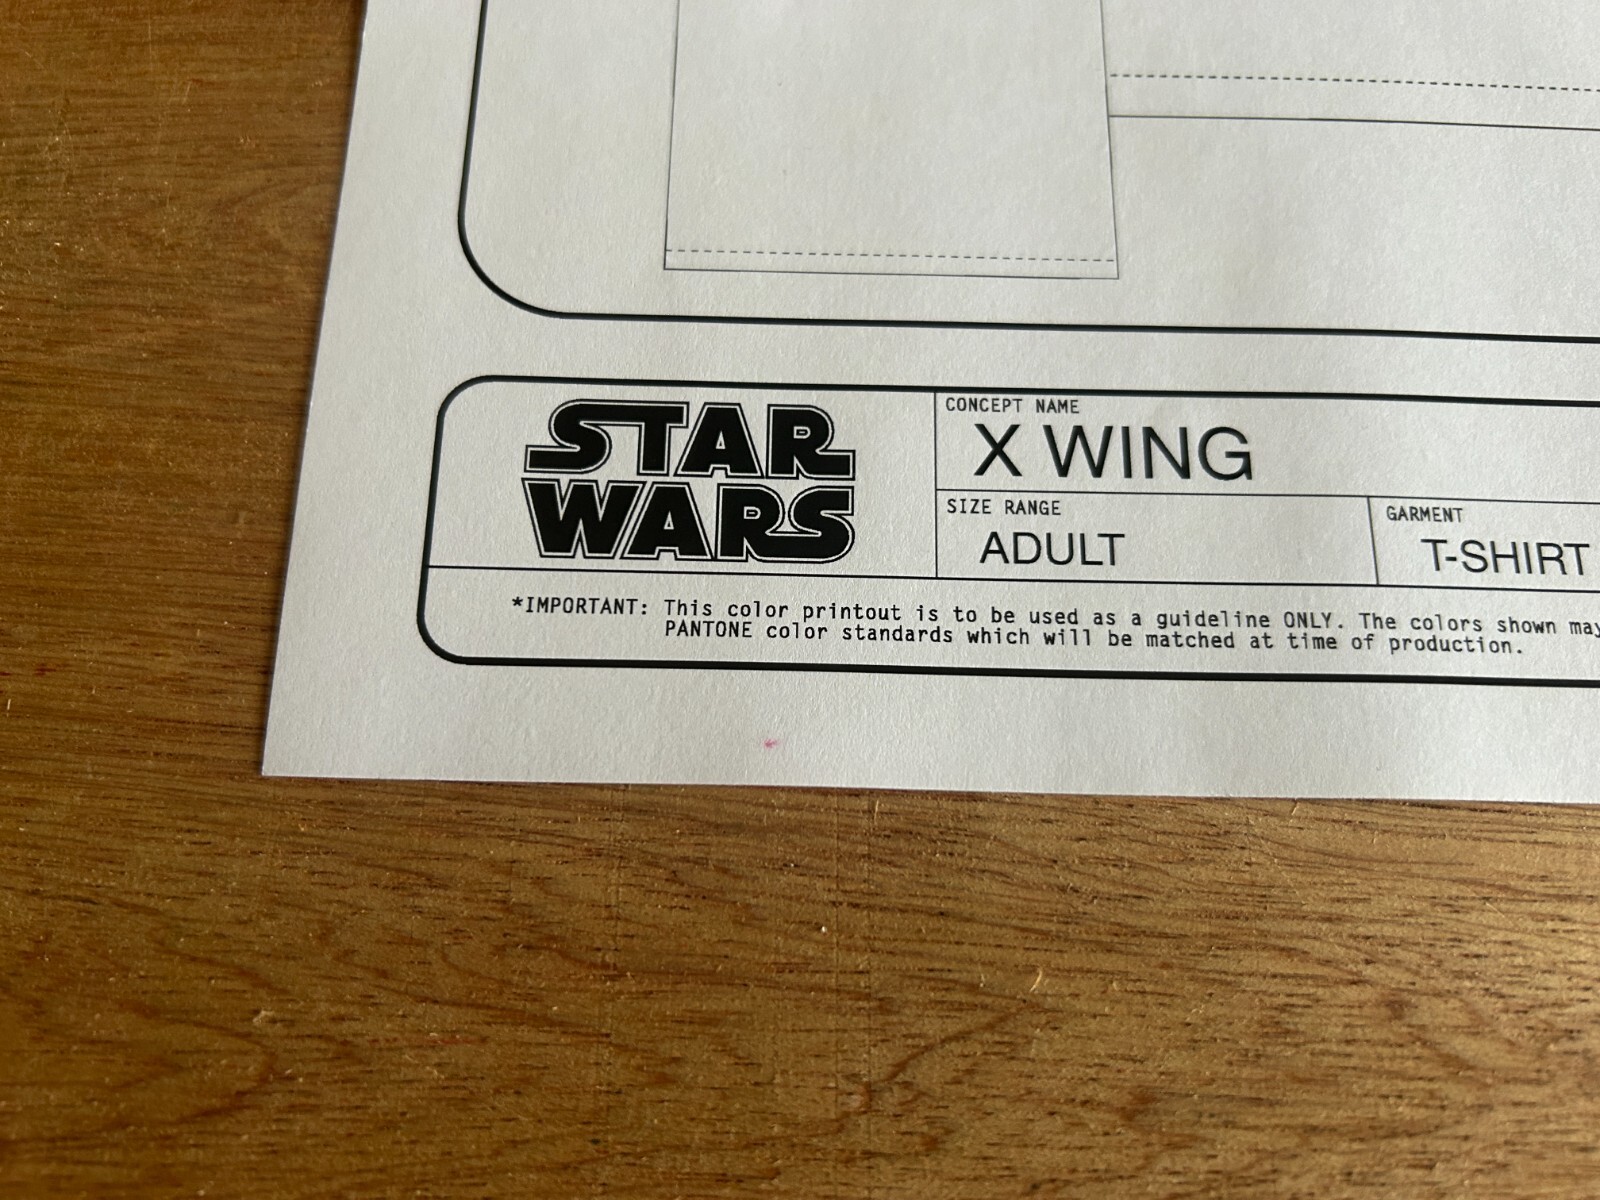 STAR
WARS
CONCEPT NAME
X WING
SIZE RANGE
ADULT
GARMENT
T-SHIRT
*IMPORTANT: This color printout is to be used as a guideline ONLY. The colors shown may
PANTONE color standards which will be matched at time of production.